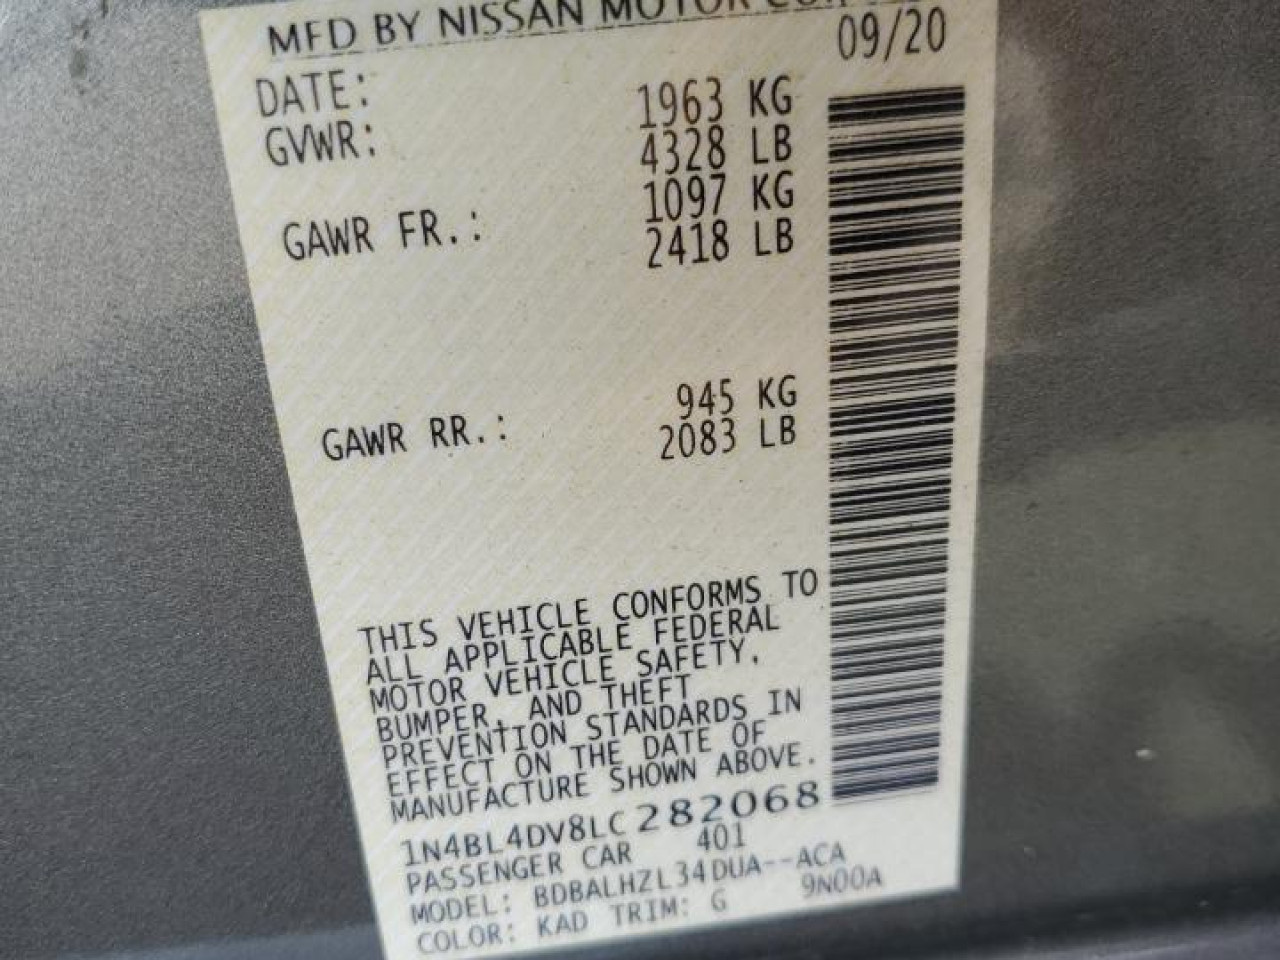 MFD BY NISSAN MOTOR
DATE: 09/20
GVWR: 1963 KG
4328 LB
GAWR FR.: 1097 KG
2418 LB
GAWR RR.: 945 KG
2083 LB
THIS VEHICLE CONFORMS TO
ALL APPLICABLE FEDERAL
MOTOR VEHICLE SAFETY,
BUMPER, AND THEFT
PREVENTION STANDARDS IN
EFFECT ON THE DATE OF
MANUFACTURE SHOWN ABOVE.
1N4BL4DV8LC282068
PASSENGER CAR 401
MODEL: BDBALHZL34DUA--ACA
COLOR: KAD TRIM: G 9N00A